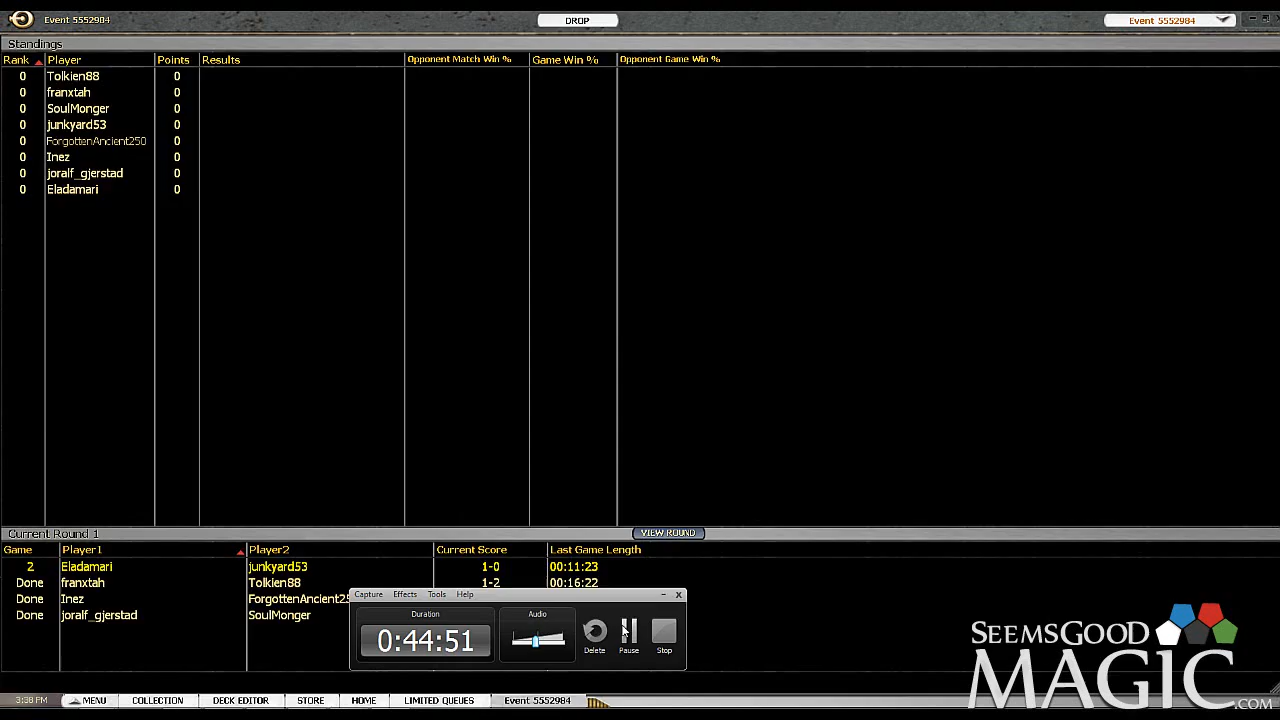 Event 5552984 DROP Event 5552984
Standings
Rank Player Points Results Opponent Match Win % Game Win % Opponent Game Win %
0 Tolkien88 0
0 franxtah 0
0 SoulMonger 0
0 junkyard53 0
0 ForgottenAncient250 0
0 Inez 0
0 joralf_gjerstad 0
0 Eladamari 0
Current Round 1 VIEW ROUND
Game Player1 Player2 Current Score Last Game Length
2 Eladamari junkyard53 1-0 00:11:23
Done franxtah Tolkien88 1-2 00:16:22
Done Inez ForgottenAncient25
Done joralf_gjerstad SoulMonger
Capture Effects Tools Help
Duration Audio
0:44:51
Delete Pause Stop
SEEMSGOOD
MAGIC
.COM
3:38 PM MENU COLLECTION DECK EDITOR STORE HOME LIMITED QUEUES Event 5552984